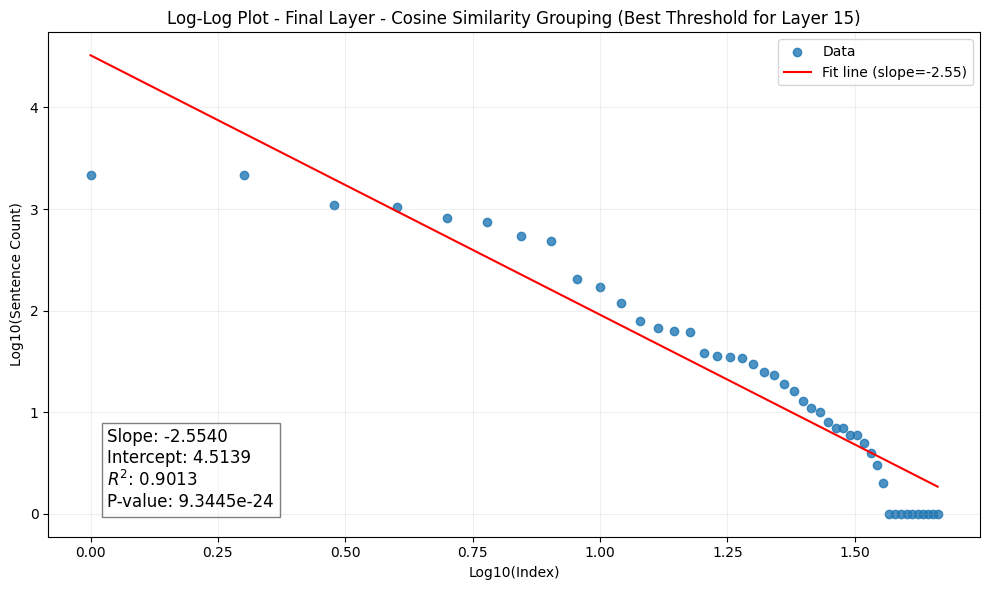 Log-Log Plot - Final Layer - Cosine Similarity Grouping (Best Threshold for Layer 15)
Data
Fit line (slope=-2.55)
Log10(Sentence Count)
4
3
2
1
0
Slope: -2.5540
Intercept: 4.5139
R²: 0.9013
P-value: 9.3445e-24
0.00 0.25 0.50 0.75 1.00 1.25 1.50
Log10(Index)